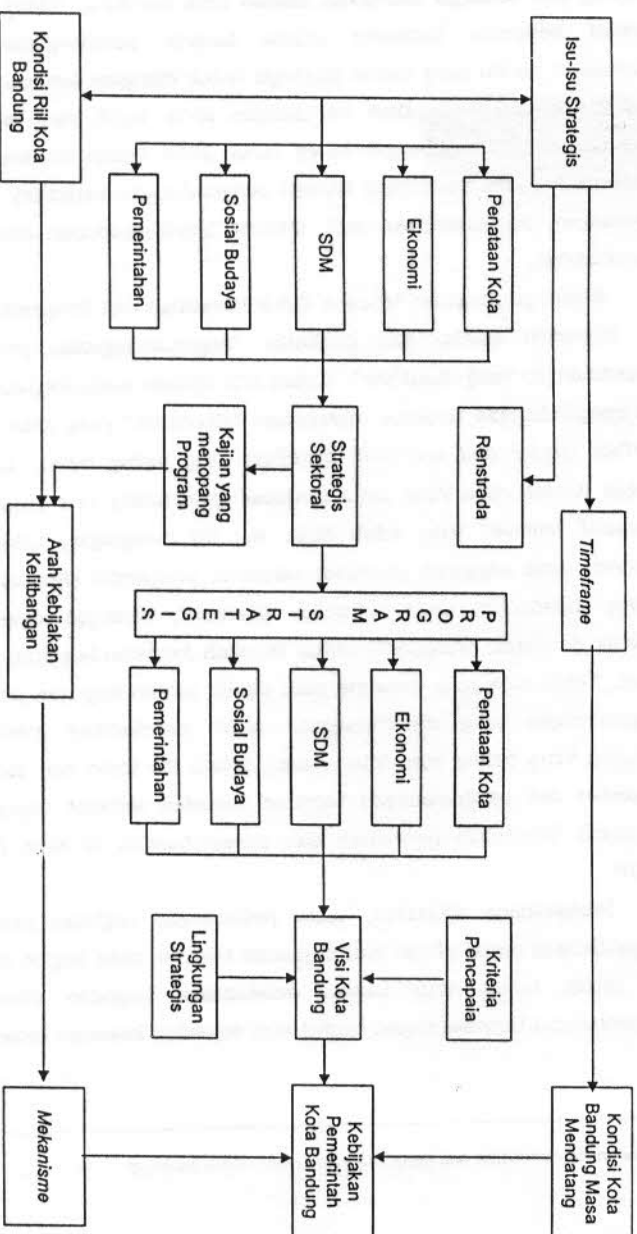 Isu-Isu Strategis
Timeframe
Kondisi Kota
Bandung Masa
Mendatang
Renstrada
Penataan Kota
Ekonomi
SDM
Sosial Budaya
Pemerintahan
Strategis
Sektoral
Kajian yang
menopang
Program
PROGRAM STRATEGIS
Penataan Kota
Ekonomi
SDM
Sosial Budaya
Pemerintahan
Kriteria
Pencapaia
Visi Kota
Bandung
Lingkungan
Strategis
Kebijakan
Pemerintah
Kota Bandung
Kondisi Riil Kota
Bandung
Arah Kebijakan
Kelitbangan
Mekanisme